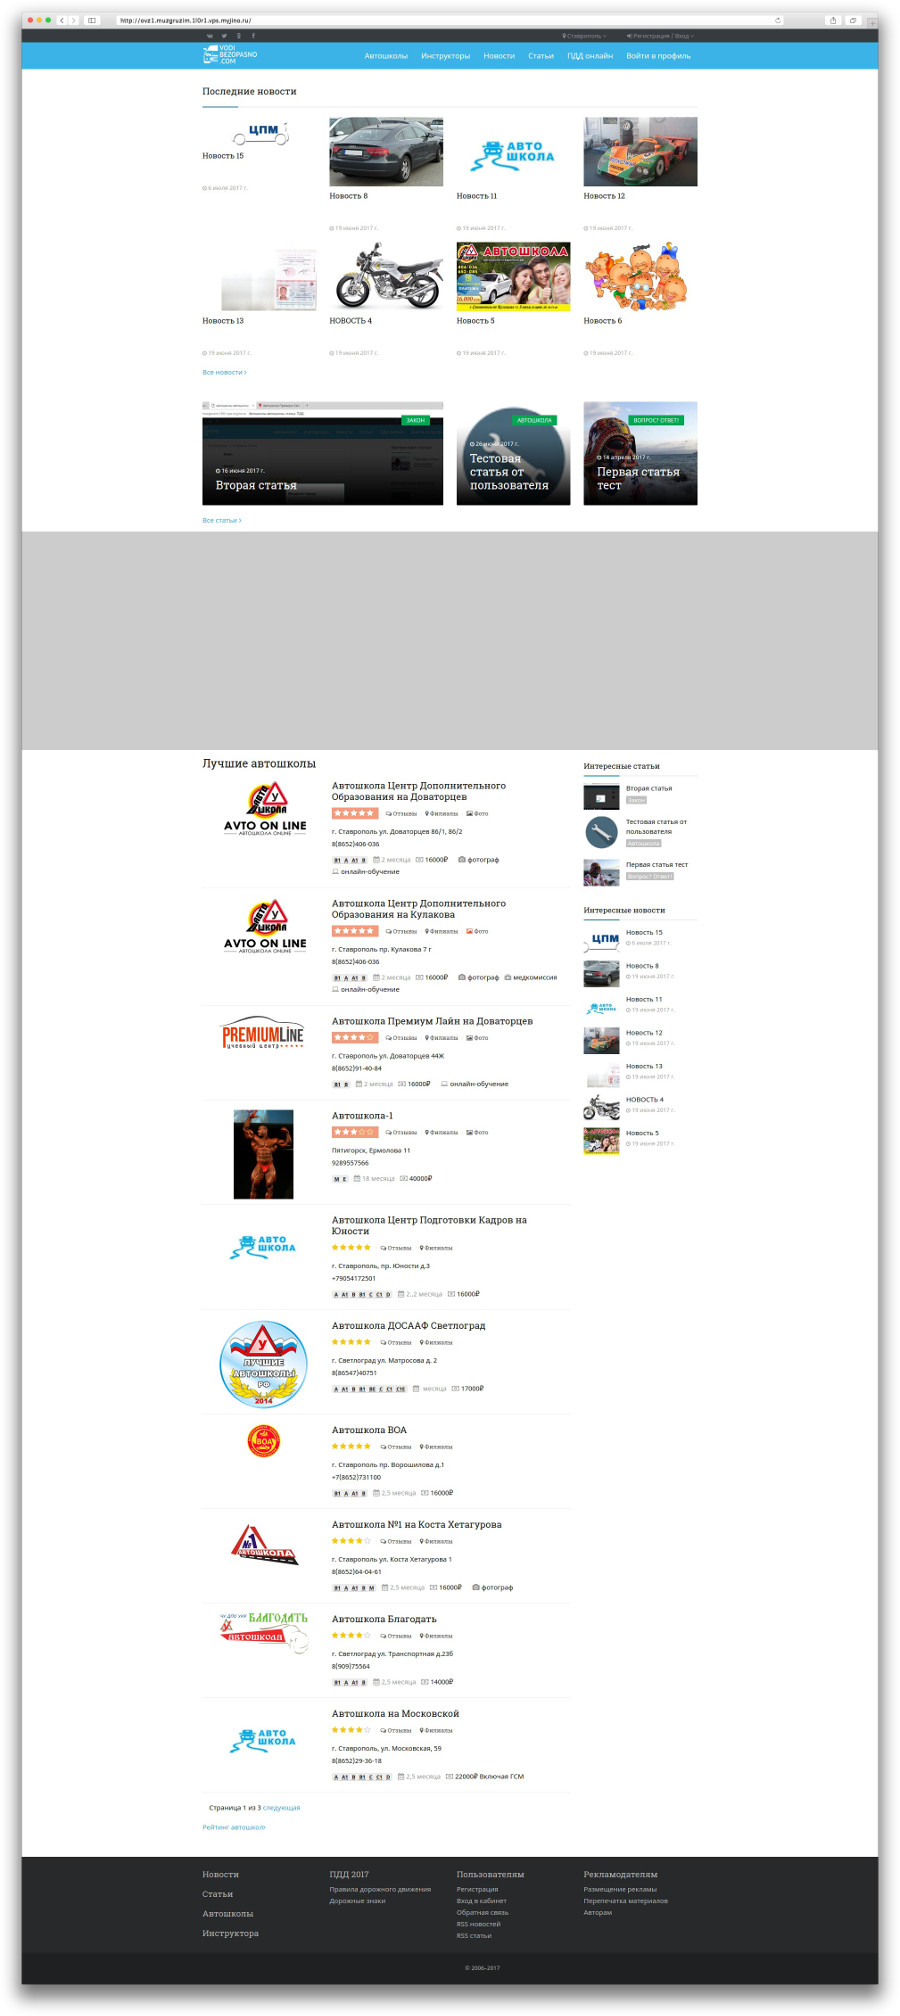 http://ovz1.muzgruzim.1l0r1.vps.myjino.ru/
Ставрополь
Регистрация / Вход
VODI
BEZOPASNO
.COM
Автошколы Инструкторы Новости Статьи ПДД онлайн Войти в профиль
Последние новости
ЦПМ
АВТО
ШКОЛА
Новость 15
6 июля 2017 г.
Новость 8
19 июня 2017 г.
Новость 11
19 июня 2017 г.
Новость 12
19 июня 2017 г.
АВТОШКОЛА
Новость 13
19 июня 2017 г.
НОВОСТЬ 4
19 июня 2017 г.
Новость 5
19 июня 2017 г.
Новость 6
19 июня 2017 г.
Все новости
ЗАКОН
16 июня 2017 г.
Вторая статья
АВТОШКОЛА
26 июня 2017 г.
Тестовая
статья от
пользователя
ВОПРОС? ОТВЕТ!
18 апреля 2017 г.
Первая статья
тест
Все статьи
Лучшие автошколы
АВТО
ШКОЛА
У
AVTO ON LINE
АВТОШКОЛА ONLINE
Автошкола Центр Дополнительного
Образования на Доваторцев
Отзывы Филиалы Фото
г. Ставрополь ул. Доваторцев 86/1, 86/2
8(8652)406-036
B1 A A1 B 2 месяца 16000₽ фотограф
онлайн-обучение
АВТО
ШКОЛА
У
AVTO ON LINE
АВТОШКОЛА ONLINE
Автошкола Центр Дополнительного
Образования на Кулакова
Отзывы Филиалы Фото
г. Ставрополь пр. Кулакова 7 г
8(8652)406-036
B1 A A1 B 2 месяца 16000₽ фотограф медкомиссия
онлайн-обучение
PREMIUMLINE
учебный центр
Автошкола Премиум Лайн на Доваторцев
Отзывы Филиалы Фото
г. Ставрополь ул. Доваторцев 44Ж
8(8652)91-40-84
B1 B 2 месяца 16000₽ онлайн-обучение
Автошкола-1
Отзывы Филиалы Фото
Пятигорск, Ермолова 11
9289557566
M E 18 месяца 40000₽
АВТО
ШКОЛА
Автошкола Центр Подготовки Кадров на
Юности
Отзывы Филиалы
г. Ставрополь, пр. Юности д.3
+79054172501
A A1 B B1 C C1 D 2,,2 месяца 16000₽
У
ЛУЧШИЕ
АВТОШКОЛЫ
РФ
2014
Автошкола ДОСААФ Светлоград
Отзывы Филиалы
г. Светлоград ул. Матросова д. 2
8(86547)40751
A A1 B B1 BE C C1 C1E месяца 17000₽
ВОА
Автошкола ВОА
Отзывы Филиалы
г. Ставрополь пр. Ворошилова д.1
+7(8652)731100
B1 A A1 B 2,5 месяца 16000₽
№1
АВТОШКОЛА
Автошкола №1 на Коста Хетагурова
Отзывы Филиалы
г. Ставрополь ул. Коста Хетагурова 1
8(8652)64-04-61
B1 A A1 B M 2,5 месяца 16000₽ фотограф
БЛАГОДАТЬ
АВТОШКОЛА
Автошкола Благодать
Отзывы Филиалы
г. Светлоград ул. Транспортная д.23б
8(909)75564
B1 A A1 B 2,5 месяца 14000₽
АВТО
ШКОЛА
Автошкола на Московской
Отзывы Филиалы
г. Ставрополь, ул. Московская, 59
8(8652)29-36-18
A A1 B B1 C C1 D 2,5 месяца 22000₽ Включая ГСМ
Страница 1 из 3 следующая
Рейтинг автошкол
Интересные статьи
Вторая статья
Закон
Тестовая статья от
пользователя
Автошкола
Первая статья тест
Вопрос? Ответ!
Интересные новости
ЦПМ
Новость 15
6 июля 2017 г.
Новость 8
19 июня 2017 г.
АВТО
ШКОЛА
Новость 11
19 июня 2017 г.
Новость 12
19 июня 2017 г.
Новость 13
19 июня 2017 г.
НОВОСТЬ 4
19 июня 2017 г.
Новость 5
19 июня 2017 г.
Новости
Статьи
Автошколы
Инструктора
ПДД 2017
Правила дорожного движения
Дорожные знаки
Пользователям
Регистрация
Вход в кабинет
Обратная связь
RSS новостей
RSS статьи
Рекламодателям
Размещение рекламы
Перепечатка материалов
Авторам
© 2006-2017